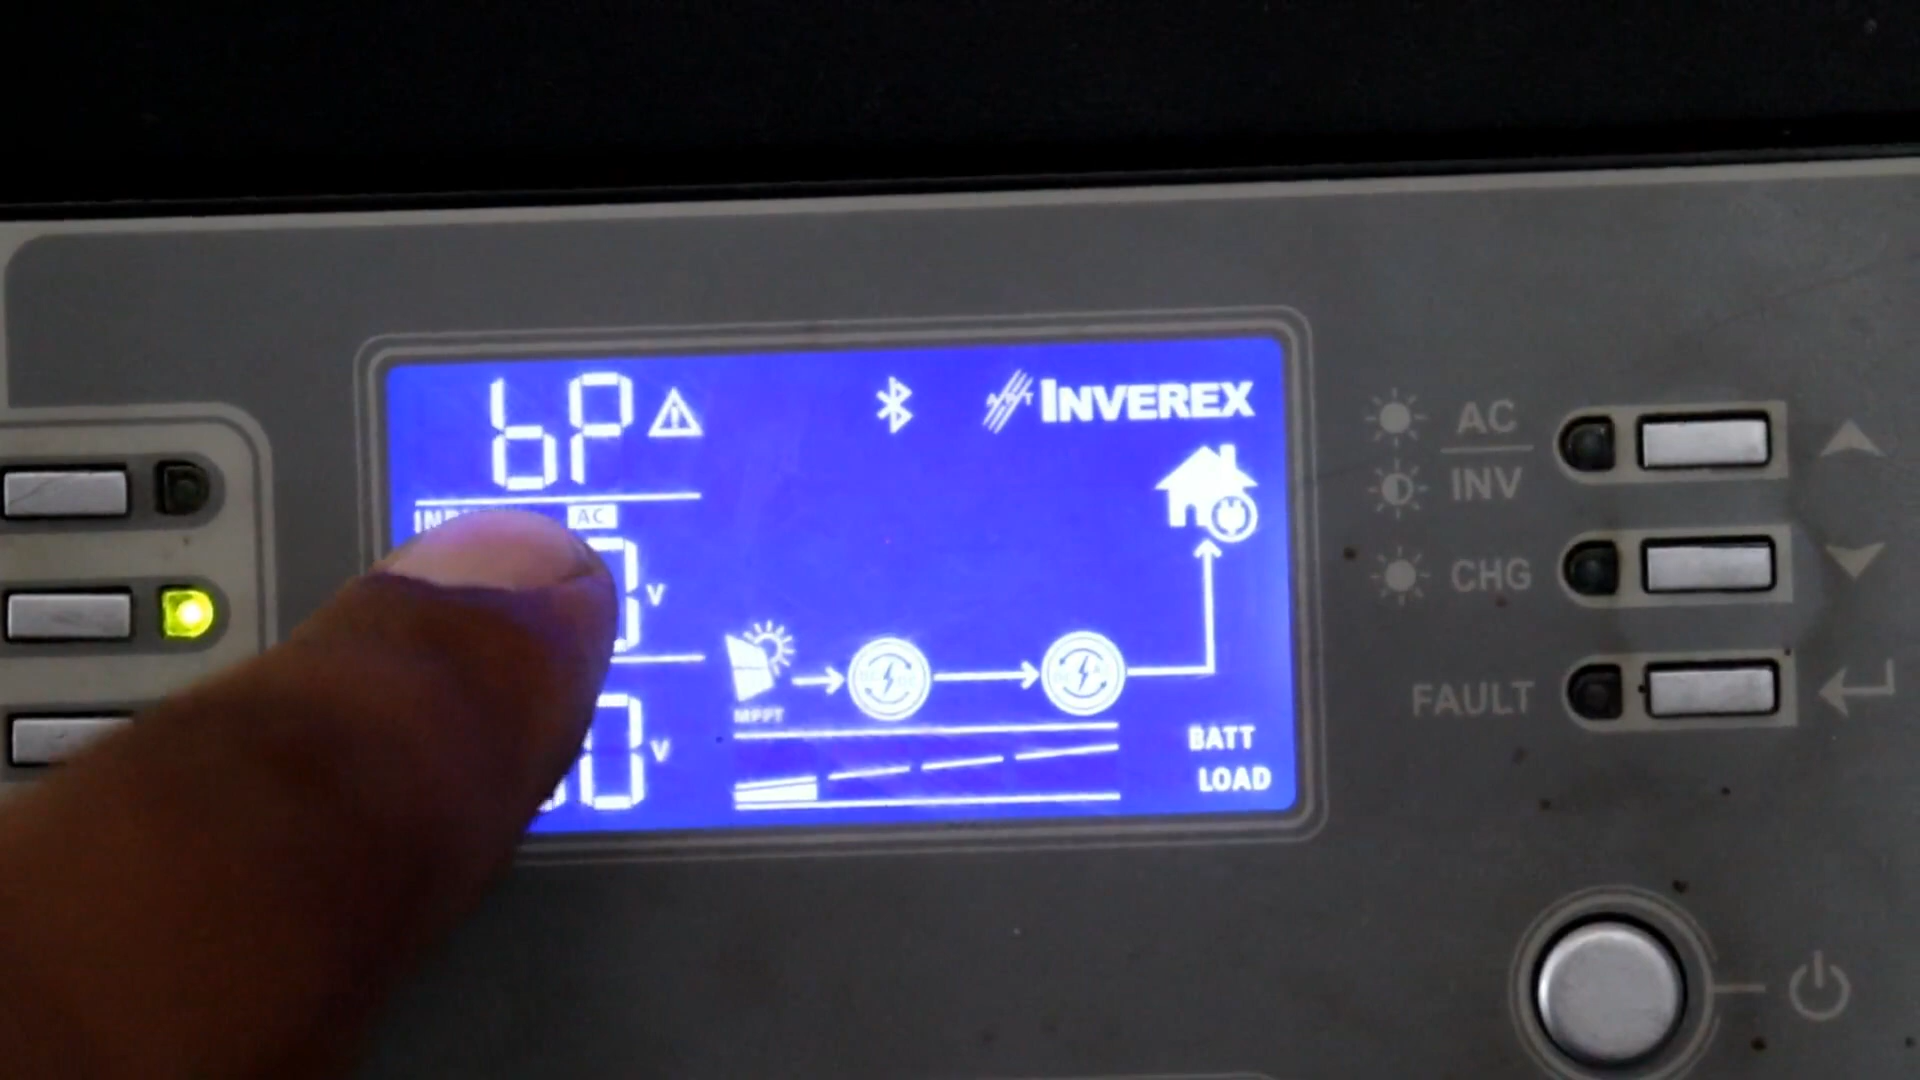 bP
INVEREX
AC
V
V
MPPT
BATT
LOAD
AC
INV
CHG
FAULT